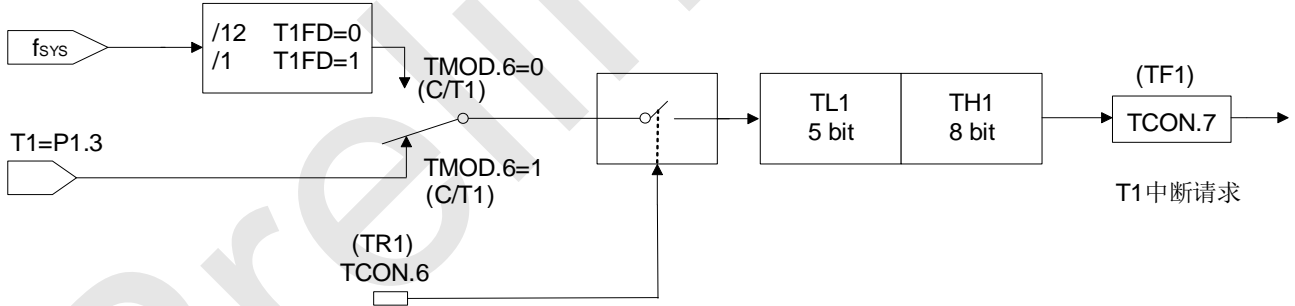 fSYS
/12 T1FD=0
/1 T1FD=1
TMOD.6=0
(C/T1)
T1=P1.3
TMOD.6=1
(C/T1)
(TR1)
TCON.6
TL1
5 bit
TH1
8 bit
(TF1)
TCON.7
T1中断请求